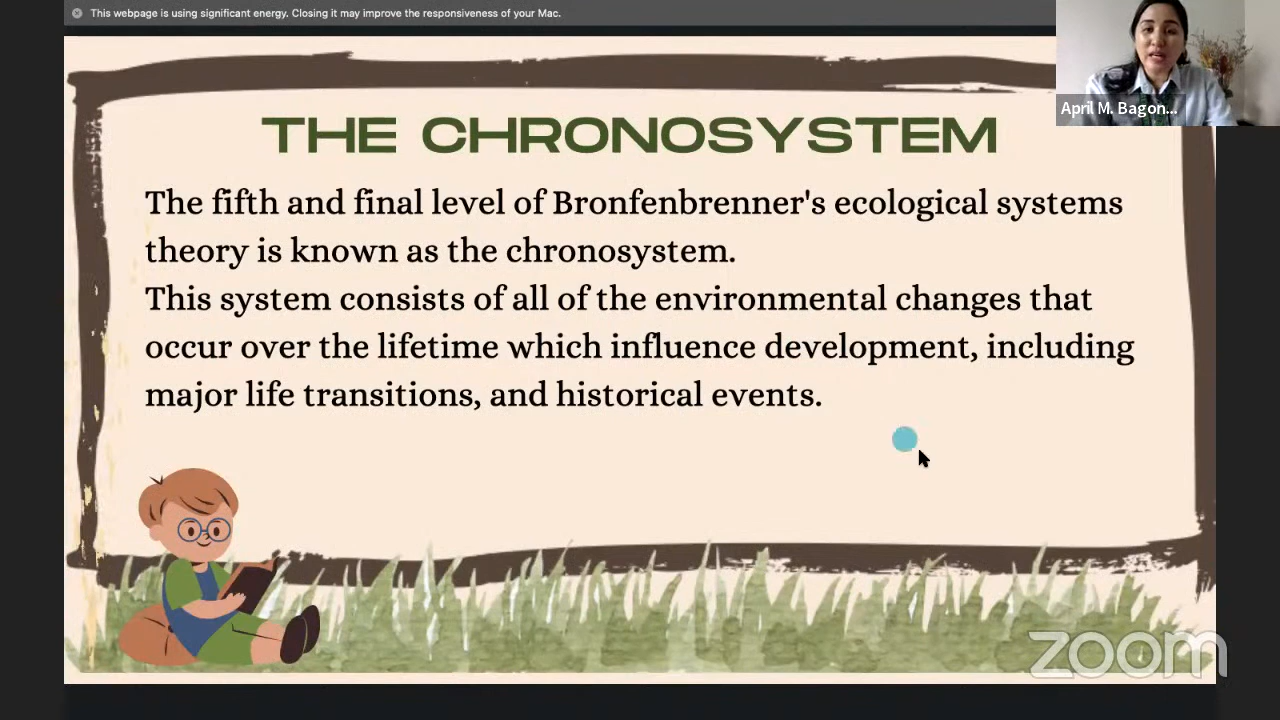 This webpage is using significant energy. Closing it may improve the responsiveness of your Mac.
April M. Bagon...
THE CHRONOSYSTEM
The fifth and final level of Bronfenbrenner's ecological systems
theory is known as the chronosystem.
This system consists of all of the environmental changes that
occur over the lifetime which influence development, including
major life transitions, and historical events.
zoom